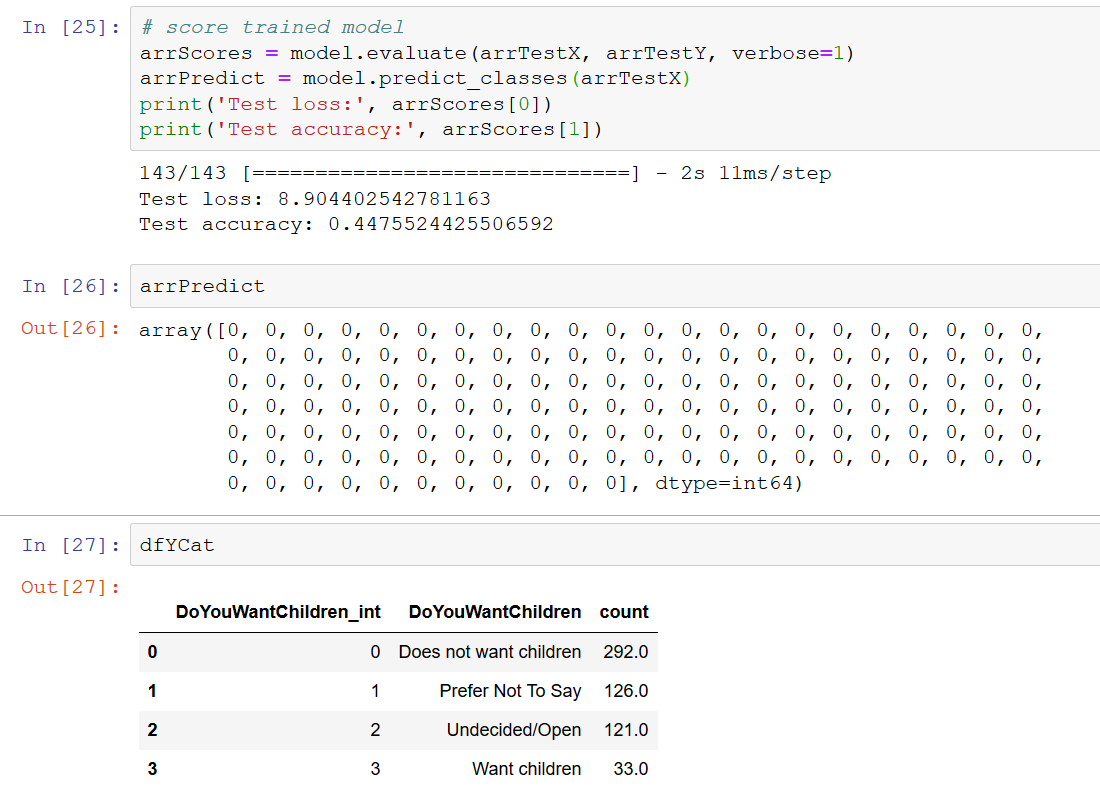 In [25]: # score trained model
arrScores = model.evaluate(arrTestX, arrTestY, verbose=1)
arrPredict = model.predict_classes(arrTestX)
print('Test loss:', arrScores[0])
print('Test accuracy:', arrScores[1])
143/143 [==============================] - 2s 11ms/step
Test loss: 8.904402542781163
Test accuracy: 0.4475524425506592
In [26]: arrPredict
Out[26]: array([0, 0, 0, 0, 0, 0, 0, 0, 0, 0, 0, 0, 0, 0, 0, 0, 0, 0, 0, 0, 0, 0,
0, 0, 0, 0, 0, 0, 0, 0, 0, 0, 0, 0, 0, 0, 0, 0, 0, 0, 0, 0, 0, 0,
0, 0, 0, 0, 0, 0, 0, 0, 0, 0, 0, 0, 0, 0, 0, 0, 0, 0, 0, 0, 0, 0,
0, 0, 0, 0, 0, 0, 0, 0, 0, 0, 0, 0, 0, 0, 0, 0, 0, 0, 0, 0, 0, 0,
0, 0, 0, 0, 0, 0, 0, 0, 0, 0, 0, 0, 0, 0, 0, 0, 0, 0, 0, 0, 0, 0,
0, 0, 0, 0, 0, 0, 0, 0, 0, 0, 0, 0, 0, 0, 0, 0, 0, 0, 0, 0, 0, 0,
0, 0, 0, 0, 0, 0, 0, 0, 0, 0, 0], dtype=int64)
In [27]: dfYCat
Out[27]:
DoYouWantChildren_int DoYouWantChildren count
0 0 Does not want children 292.0
1 1 Prefer Not To Say 126.0
2 2 Undecided/Open 121.0
3 3 Want children 33.0